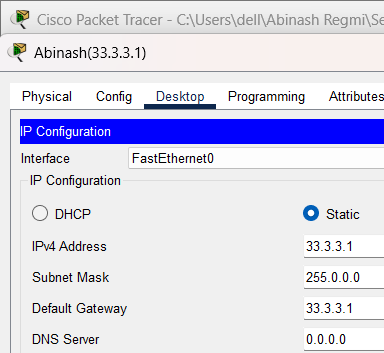 Cisco Packet Tracer - C:\Users\dell\Abinash Regmi\Se
Abinash(33.3.3.1)
Physical Config Desktop Programming Attributes
IP Configuration
Interface FastEthernet0
IP Configuration
DHCP Static
IPv4 Address 33.3.3.1
Subnet Mask 255.0.0.0
Default Gateway 33.3.3.1
DNS Server 0.0.0.0